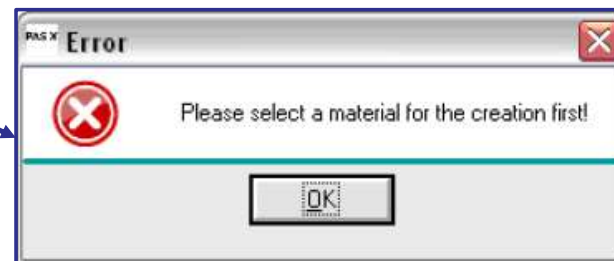 PAS X Error
Please select a material for the creation first!
OK